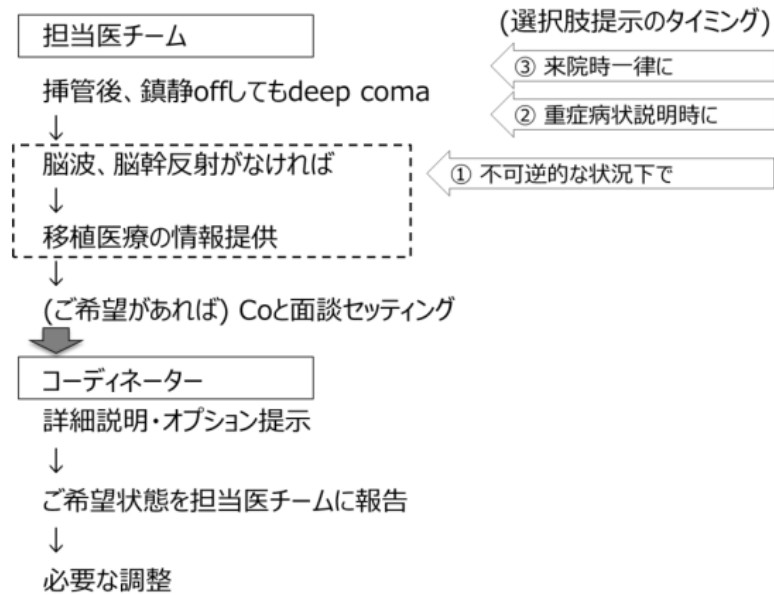 担当医チーム
(選択肢提示のタイミング)
③ 来院時一律に
挿管後、鎮静offしてもdeep coma
② 重症病状説明時に
↓
脳波、脳幹反射がなければ
① 不可逆的な状況下で
↓
移植医療の情報提供
↓
(ご希望があれば) Coと面談セッティング
コーディネーター
詳細説明・オプション提示
↓
ご希望状態を担当医チームに報告
↓
必要な調整